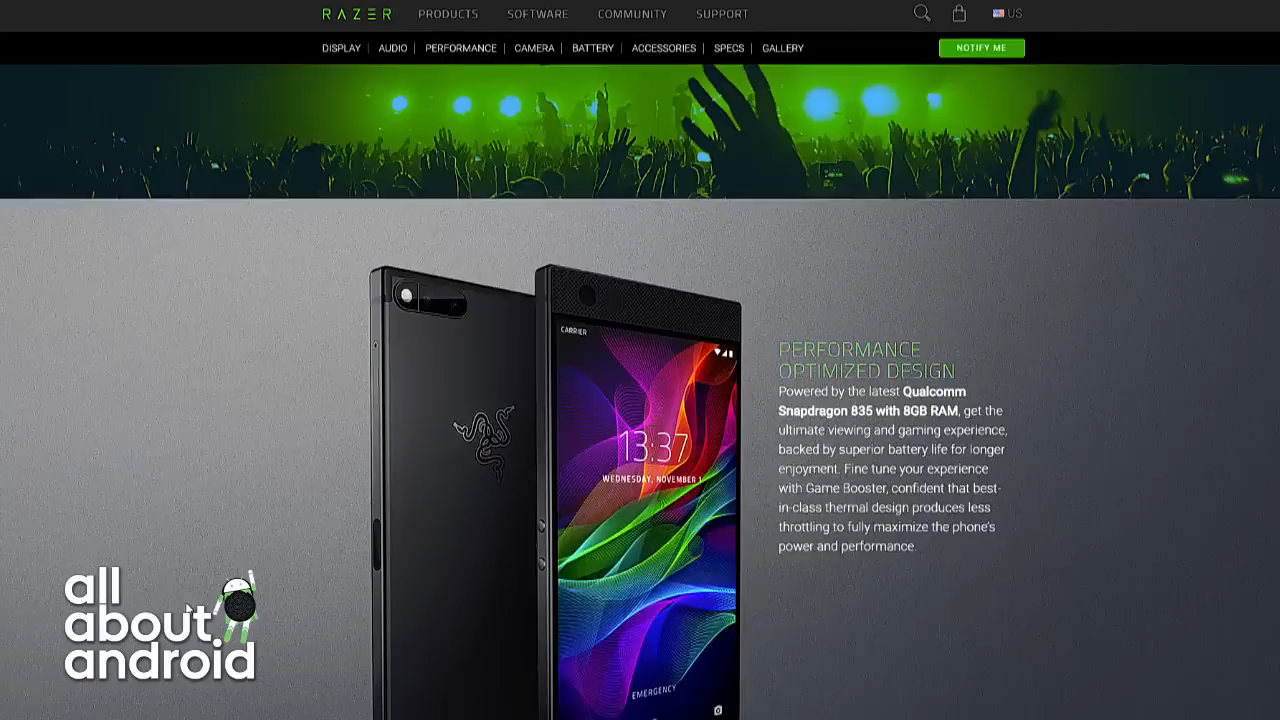 RAZER PRODUCTS SOFTWARE COMMUNITY SUPPORT US
DISPLAY AUDIO PERFORMANCE CAMERA BATTERY ACCESSORIES SPECS GALLERY NOTIFY ME
CARRIER
13:37
WEDNESDAY, NOVEMBER 1
EMERGENCY
PERFORMANCE
OPTIMIZED DESIGN
Powered by the latest Qualcomm
Snapdragon 835 with 8GB RAM, get the
ultimate viewing and gaming experience,
backed by superior battery life for longer
enjoyment. Fine tune your experience
with Game Booster, confident that best-
in-class thermal design produces less
throttling to fully maximize the phone's
power and performance.
all
about
android